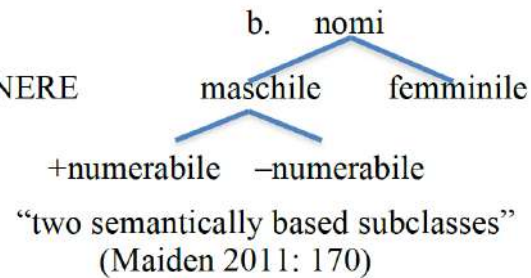 b. nomi
NERE maschile femminile
+numerabile –numerabile
“two semantically based subclasses”
(Maiden 2011: 170)